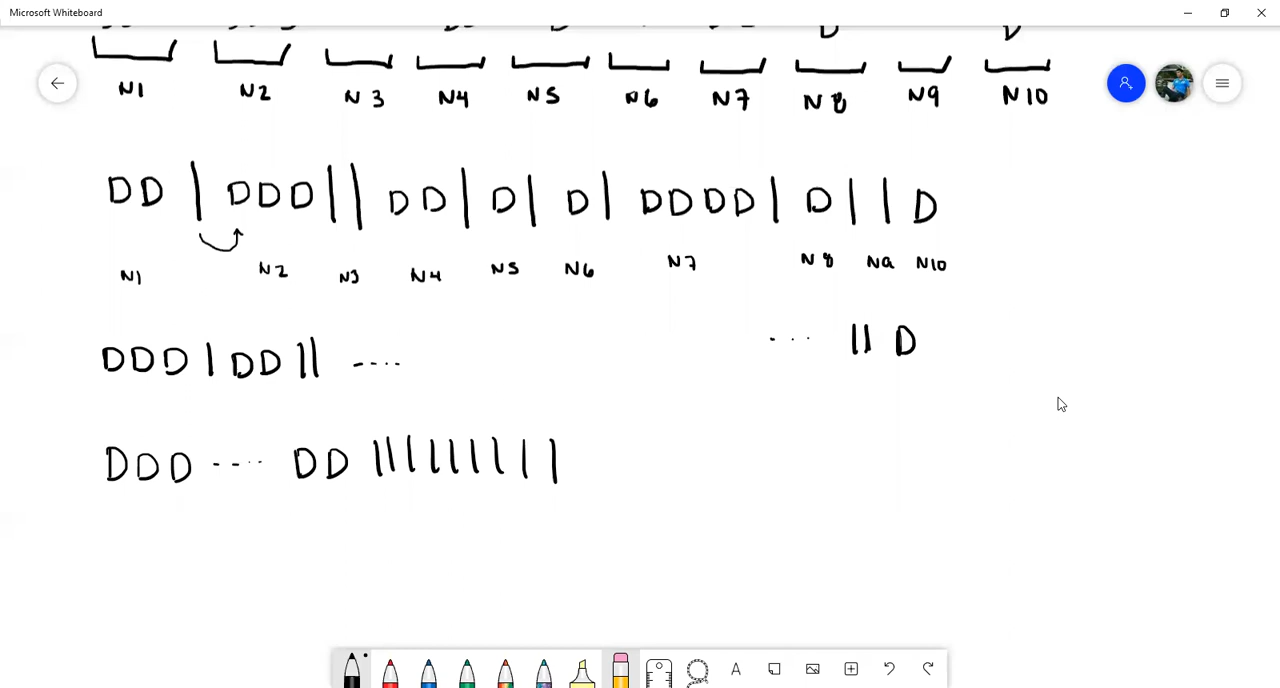 Microsoft Whiteboard
N1 N2 N3 N4 N5 N6 N7 N8 N9 N10
DD | DDD || DD | D | D | DDDD | D | | D
N1 N2 N3 N4 N5 N6 N7 N8 N9 N10
DDD | DD || .... ... || D
DDD .... DD |||||||||
A